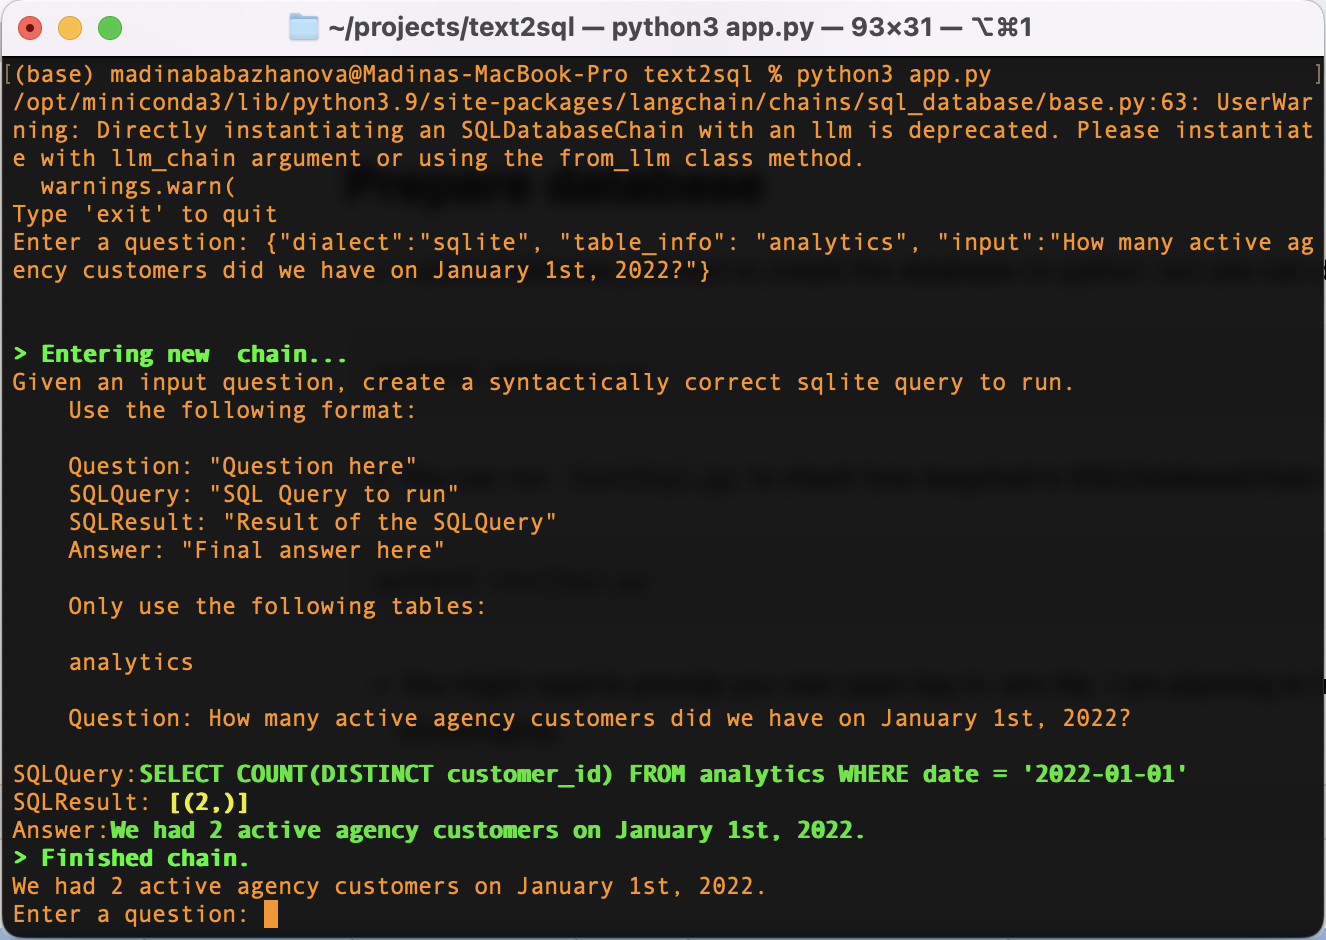 ~/projects/text2sql — python3 app.py — 93×31 — ⌥⌘1
[(base) madinababazhanova@Madinas-MacBook-Pro text2sql % python3 app.py ]
/opt/miniconda3/lib/python3.9/site-packages/langchain/chains/sql_database/base.py:63: UserWar
ning: Directly instantiating an SQLDatabaseChain with an llm is deprecated. Please instantiat
e with llm_chain argument or using the from_llm class method.
  warnings.warn(
Type 'exit' to quit
Enter a question: {"dialect":"sqlite", "table_info": "analytics", "input":"How many active ag
ency customers did we have on January 1st, 2022?"}
> Entering new  chain...
Given an input question, create a syntactically correct sqlite query to run.
    Use the following format:
    Question: "Question here"
    SQLQuery: "SQL Query to run"
    SQLResult: "Result of the SQLQuery"
    Answer: "Final answer here"
    Only use the following tables:
    analytics
    Question: How many active agency customers did we have on January 1st, 2022?
SQLQuery:SELECT COUNT(DISTINCT customer_id) FROM analytics WHERE date = '2022-01-01'
SQLResult: [(2,)]
Answer:We had 2 active agency customers on January 1st, 2022.
> Finished chain.
We had 2 active agency customers on January 1st, 2022.
Enter a question: